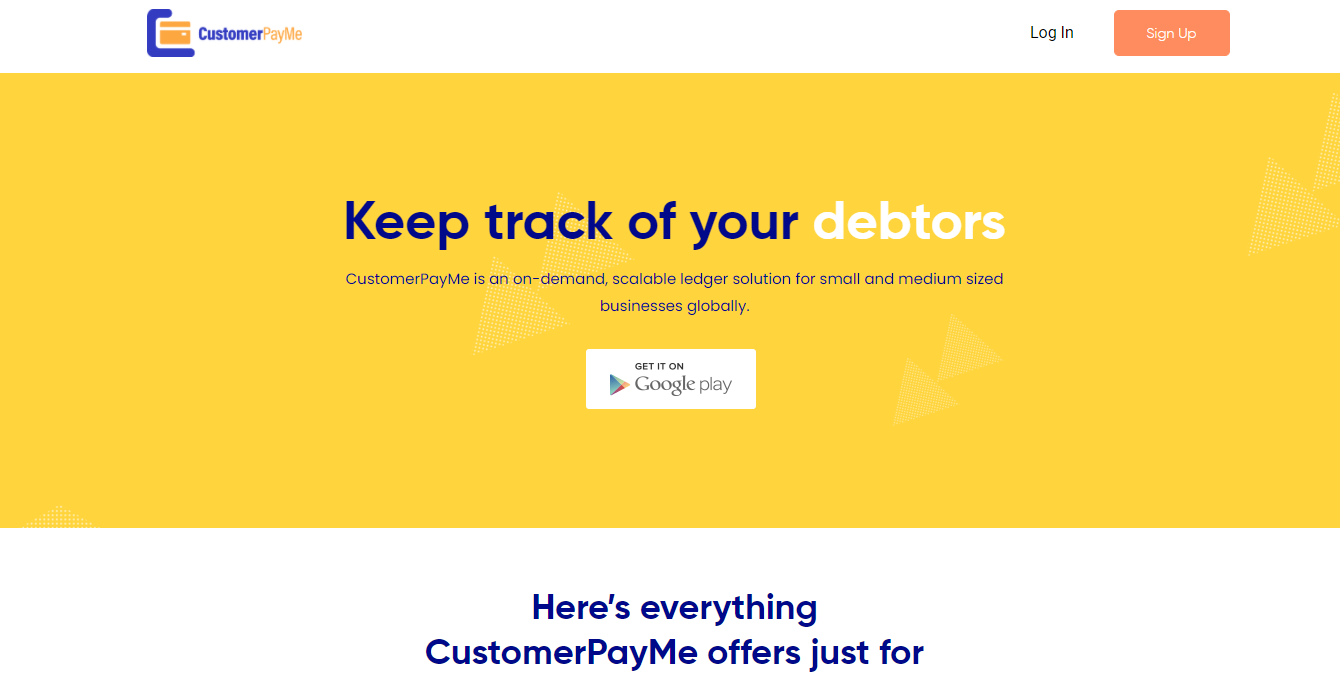 CustomerPayMe
Log In
Sign Up
Keep track of your debtors
CustomerPayMe is an on-demand, scalable ledger solution for small and medium sized
businesses globally.
GET IT ON
Google play
Here’s everything
CustomerPayMe offers just for